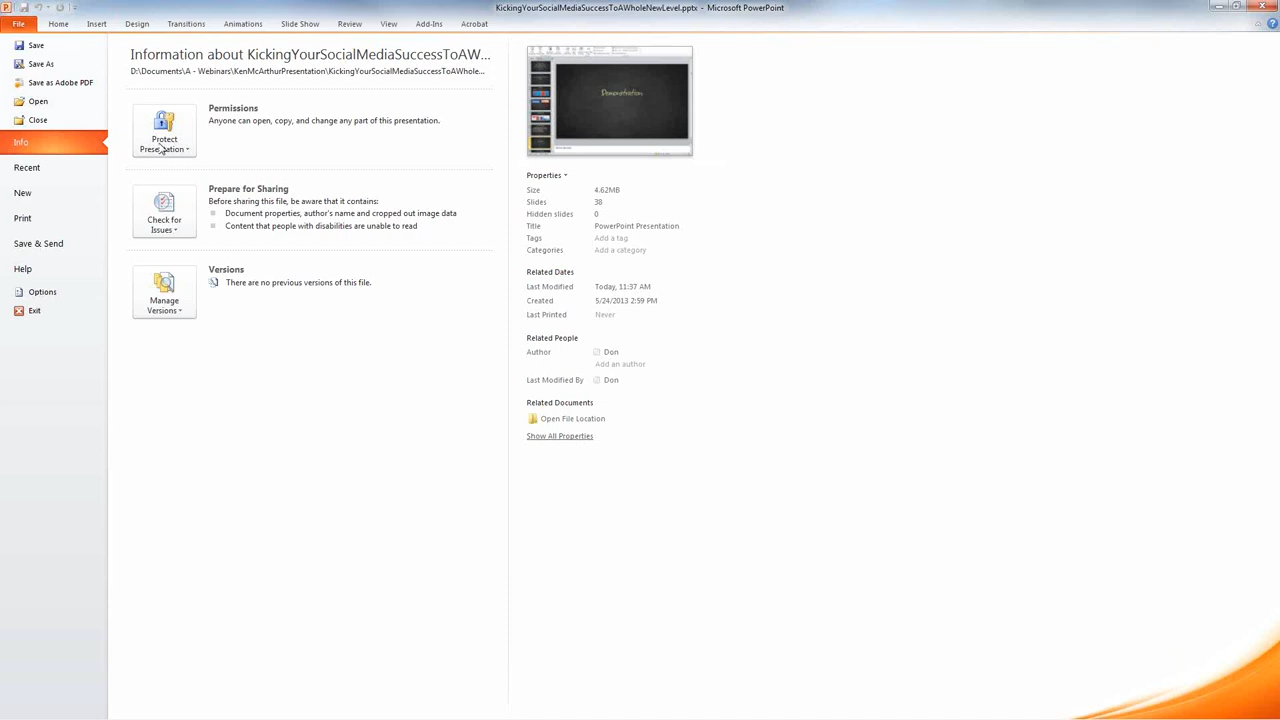 KickingYourSocialMediaSuccessToAWholeNewLevel.pptx - Microsoft PowerPoint
File Home Insert Design Transitions Animations Slide Show Review View Add-Ins Acrobat
Save
Save As
Save as Adobe PDF
Open
Close
Info
Recent
New
Print
Save & Send
Help
Options
Exit
Information about KickingYourSocialMediaSuccessToAW...
D:\Documents\A - Webinars\KenMcArthurPresentation\KickingYourSocialMediaSuccessToAWhole...
Protect
Presentation
Permissions
Anyone can open, copy, and change any part of this presentation.
Check for
Issues
Prepare for Sharing
Before sharing this file, be aware that it contains:
Document properties, author's name and cropped out image data
Content that people with disabilities are unable to read
Manage
Versions
Versions
There are no previous versions of this file.
Demonstration
Properties
Size 4.62MB
Slides 38
Hidden slides 0
Title PowerPoint Presentation
Tags Add a tag
Categories Add a category
Related Dates
Last Modified Today, 11:37 AM
Created 5/24/2013 2:59 PM
Last Printed Never
Related People
Author Don
Add an author
Last Modified By Don
Related Documents
Open File Location
Show All Properties